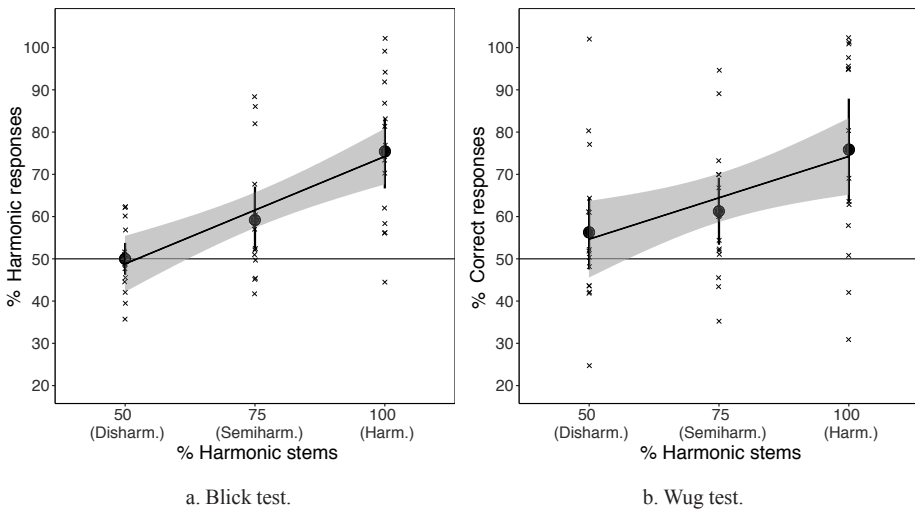 % Harmonic responses
100
90
80
70
60
50
40
30
20
50 75 100
(Disharm.) (Semiharm.) (Harm.)
% Harmonic stems
a. Blick test.
% Correct responses
100
90
80
70
60
50
40
30
20
50 75 100
(Disharm.) (Semiharm.) (Harm.)
% Harmonic stems
b. Wug test.